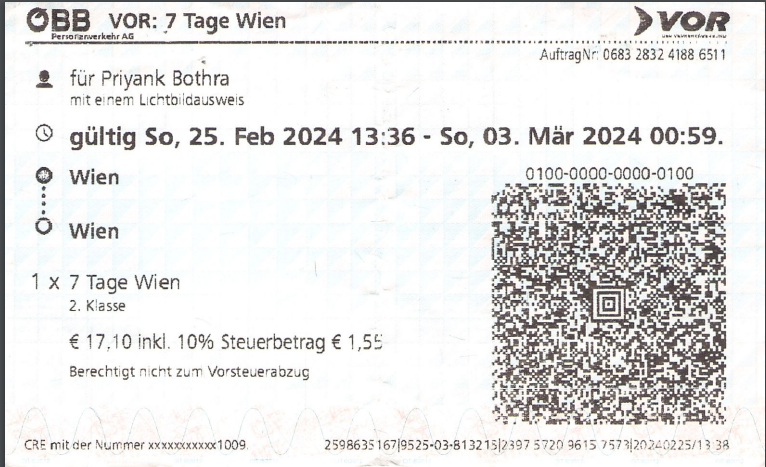 ÖBB VOR: 7 Tage Wien
Personenverkehr AG
VOR
AuftragNr: 0683 2832 4188 6511
für Priyank Bothra
mit einem Lichtbildausweis
gültig So, 25. Feb 2024 13:36 - So, 03. Mär 2024 00:59.
Wien
0100-0000-0000-0100
Wien
1 x 7 Tage Wien
2. Klasse
€ 17,10 inkl. 10% Steuerbetrag € 1,55
Berechtigt nicht zum Vorsteuerabzug
CRE mit der Nummer xxxxxxxxxxx1009.
2598635167|9525-03-813215|2397 5720 9615 7573|20240225/13:38